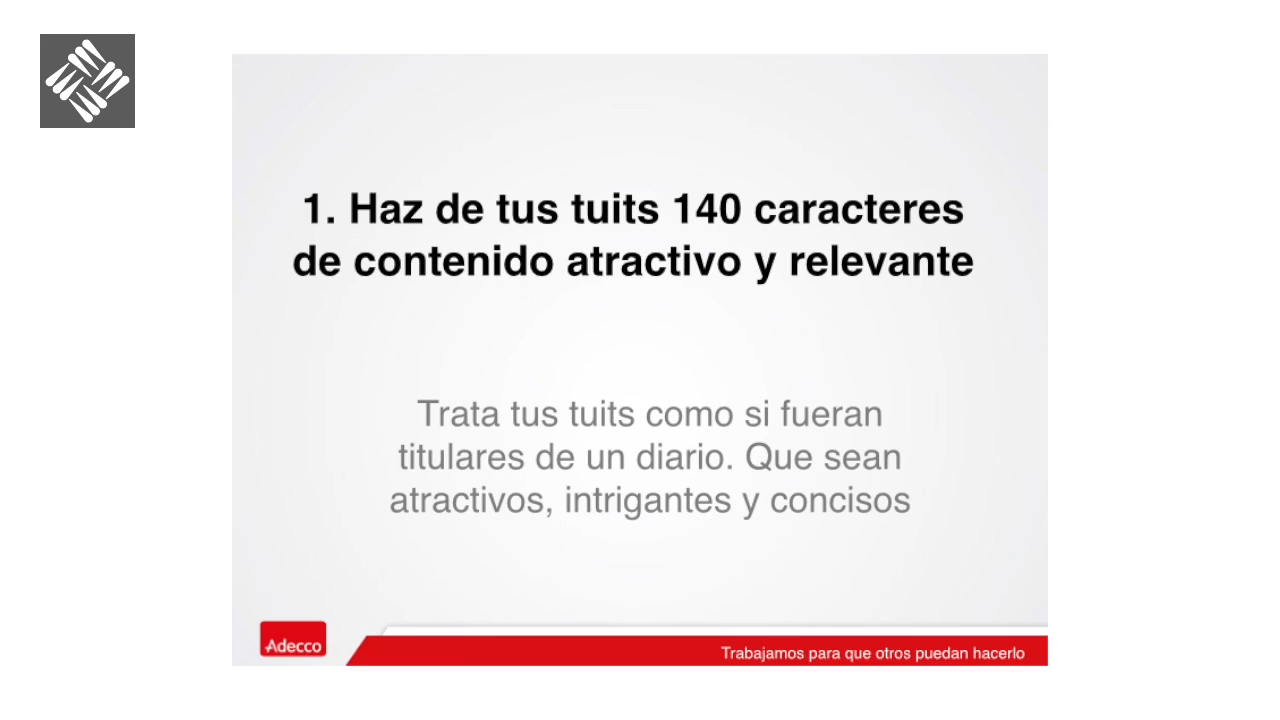 1. Haz de tus tuits 140 caracteres
de contenido atractivo y relevante
Trata tus tuits como si fueran
titulares de un diario. Que sean
atractivos, intrigantes y concisos
Adecco
Trabajamos para que otros puedan hacerlo